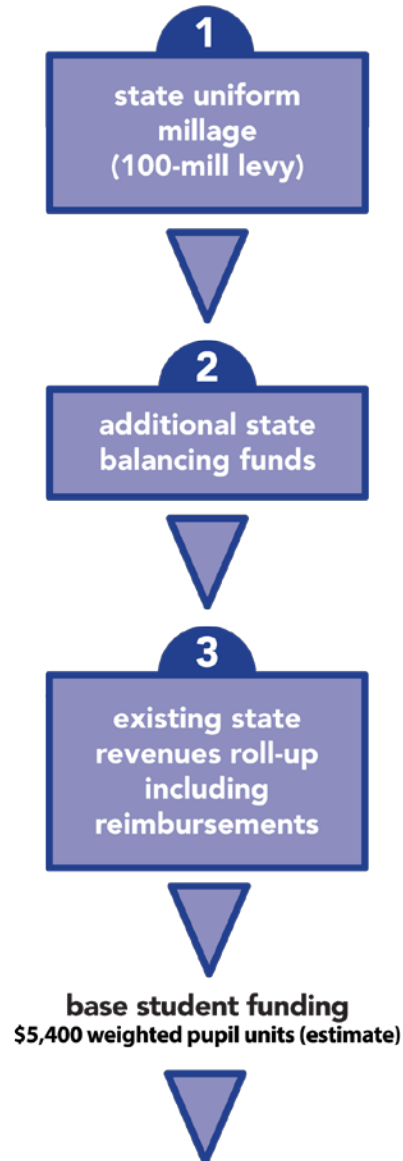 1
state uniform
millage
(100-mill levy)
2
additional state
balancing funds
3
existing state
revenues roll-up
including
reimbursements
base student funding
$5,400 weighted pupil units (estimate)